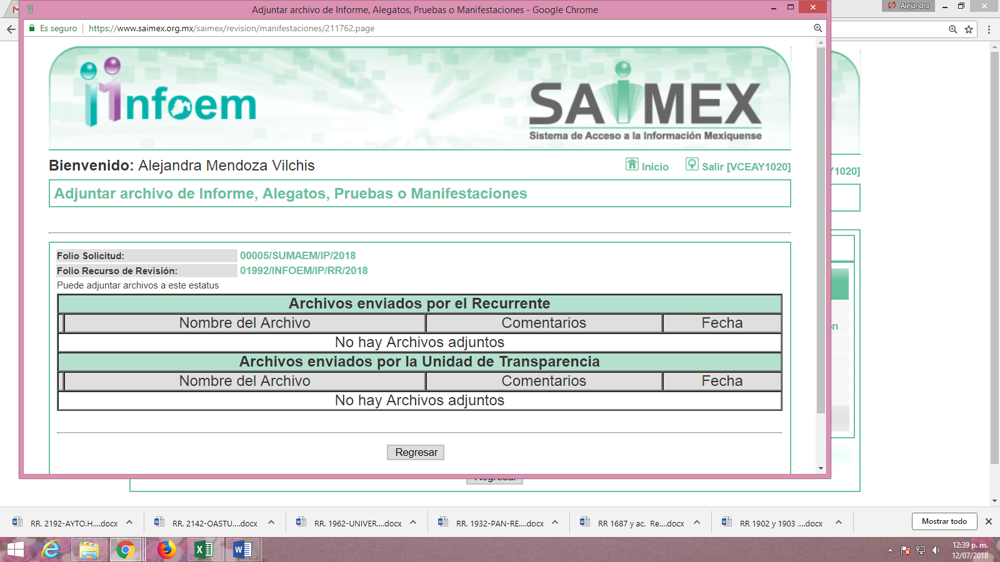 Adjuntar archivo de Informe, Alegatos, Pruebas o Manifestaciones - Google Chrome
Alejandra
Es seguro
https://www.saimex.org.mx/saimex/revision/manifestaciones/211762.page
infoem
SAIMEX
Sistema de Acceso a la Información Mexiquense
Bienvenido: Alejandra Mendoza Vilchis
Inicio
Salir [VCEAY1020]
Y1020]
Adjuntar archivo de Informe, Alegatos, Pruebas o Manifestaciones
Folio Solicitud: 00005/SUMAEM/IP/2018
Folio Recurso de Revisión: 01992/INFOEM/IP/RR/2018
Puede adjuntar archivos a este estatus
Archivos enviados por el Recurrente
Nombre del Archivo Comentarios Fecha
No hay Archivos adjuntos
Archivos enviados por la Unidad de Transparencia
Nombre del Archivo Comentarios Fecha
No hay Archivos adjuntos
Regresar
Regresar
RR. 2192-AYTO.H....docx
RR. 2142-OASTU....docx
RR. 1962-UNIVER....docx
RR. 1932-PAN-RE....docx
RR 1687 y ac. Re....docx
RR 1902 y 1903 ....docx
Mostrar todo
12:39 p. m.
12/07/2018